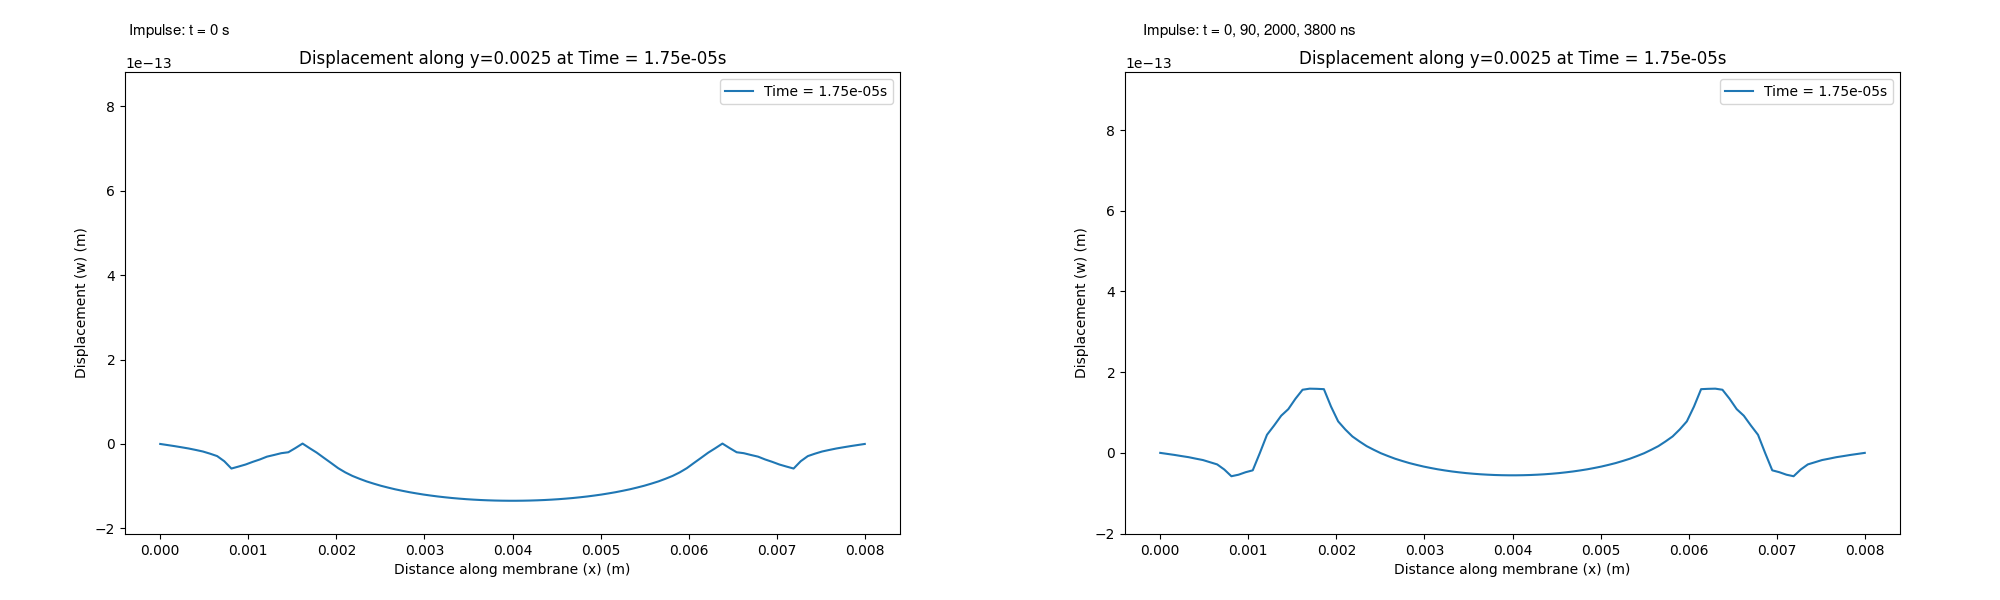 Impulse: t = 0 s
Displacement along y=0.0025 at Time = 1.75e-05s
1e−13
Time = 1.75e-05s
8
6
4
2
0
−2
Displacement (w) (m)
0.000 0.001 0.002 0.003 0.004 0.005 0.006 0.007 0.008
Distance along membrane (x) (m)
Impulse: t = 0, 90, 2000, 3800 ns
Displacement along y=0.0025 at Time = 1.75e-05s
1e−13
Time = 1.75e-05s
8
6
4
2
0
−2
Displacement (w) (m)
0.000 0.001 0.002 0.003 0.004 0.005 0.006 0.007 0.008
Distance along membrane (x) (m)